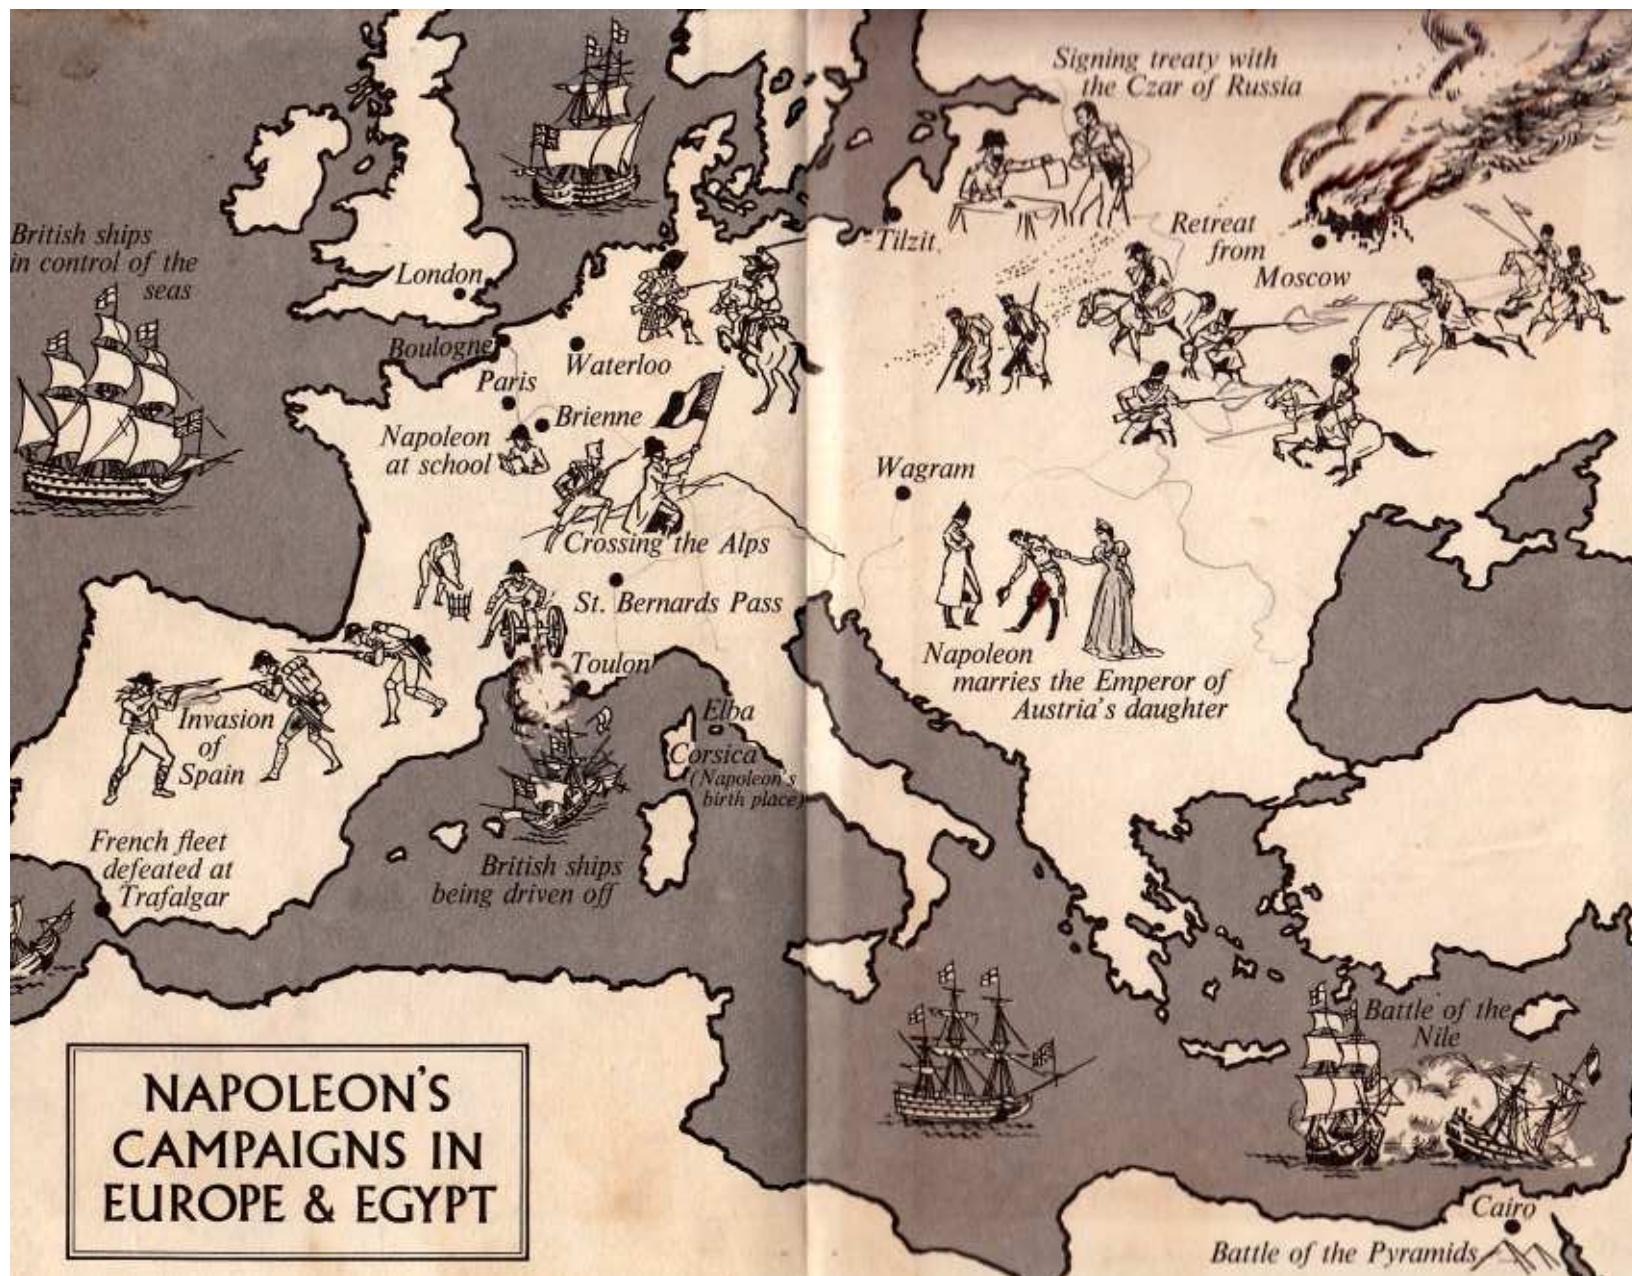 Signing treaty with
the Czar of Russia
British ships
in control of the
seas
London
Tilzit
Retreat
from
Moscow
Boulogne
Waterloo
Paris
Brienne
Napoleon
at school
Wagram
Crossing the Alps
St. Bernards Pass
Toulon
Napoleon
marries the Emperor of
Austria's daughter
Invasion
of
Spain
Elba
Corsica
(Napoleon's
birth place)
French fleet
defeated at
Trafalgar
British ships
being driven off
Battle of the
Nile
NAPOLEON'S
CAMPAIGNS IN
EUROPE & EGYPT
Cairo
Battle of the Pyramids